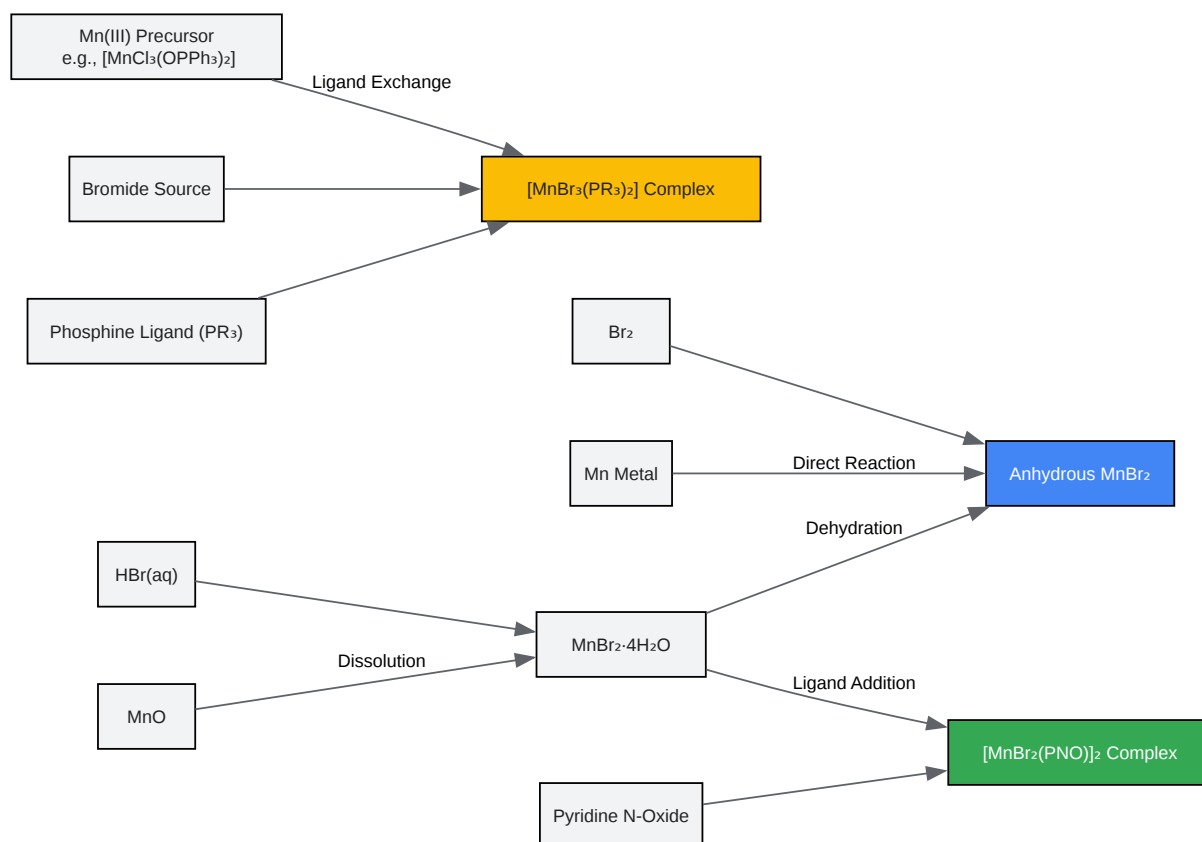 Mn(III) Precursor
e.g., [MnCl₃(OPPh₃)₂]
Ligand Exchange
Bromide Source
[MnBr₃(PR₃)₂] Complex
Phosphine Ligand (PR₃)
Br₂
Mn Metal
Direct Reaction
Anhydrous MnBr₂
Dehydration
HBr(aq)
MnBr₂·4H₂O
Dissolution
MnO
Ligand Addition
[MnBr₂(PNO)]₂ Complex
Pyridine N-Oxide